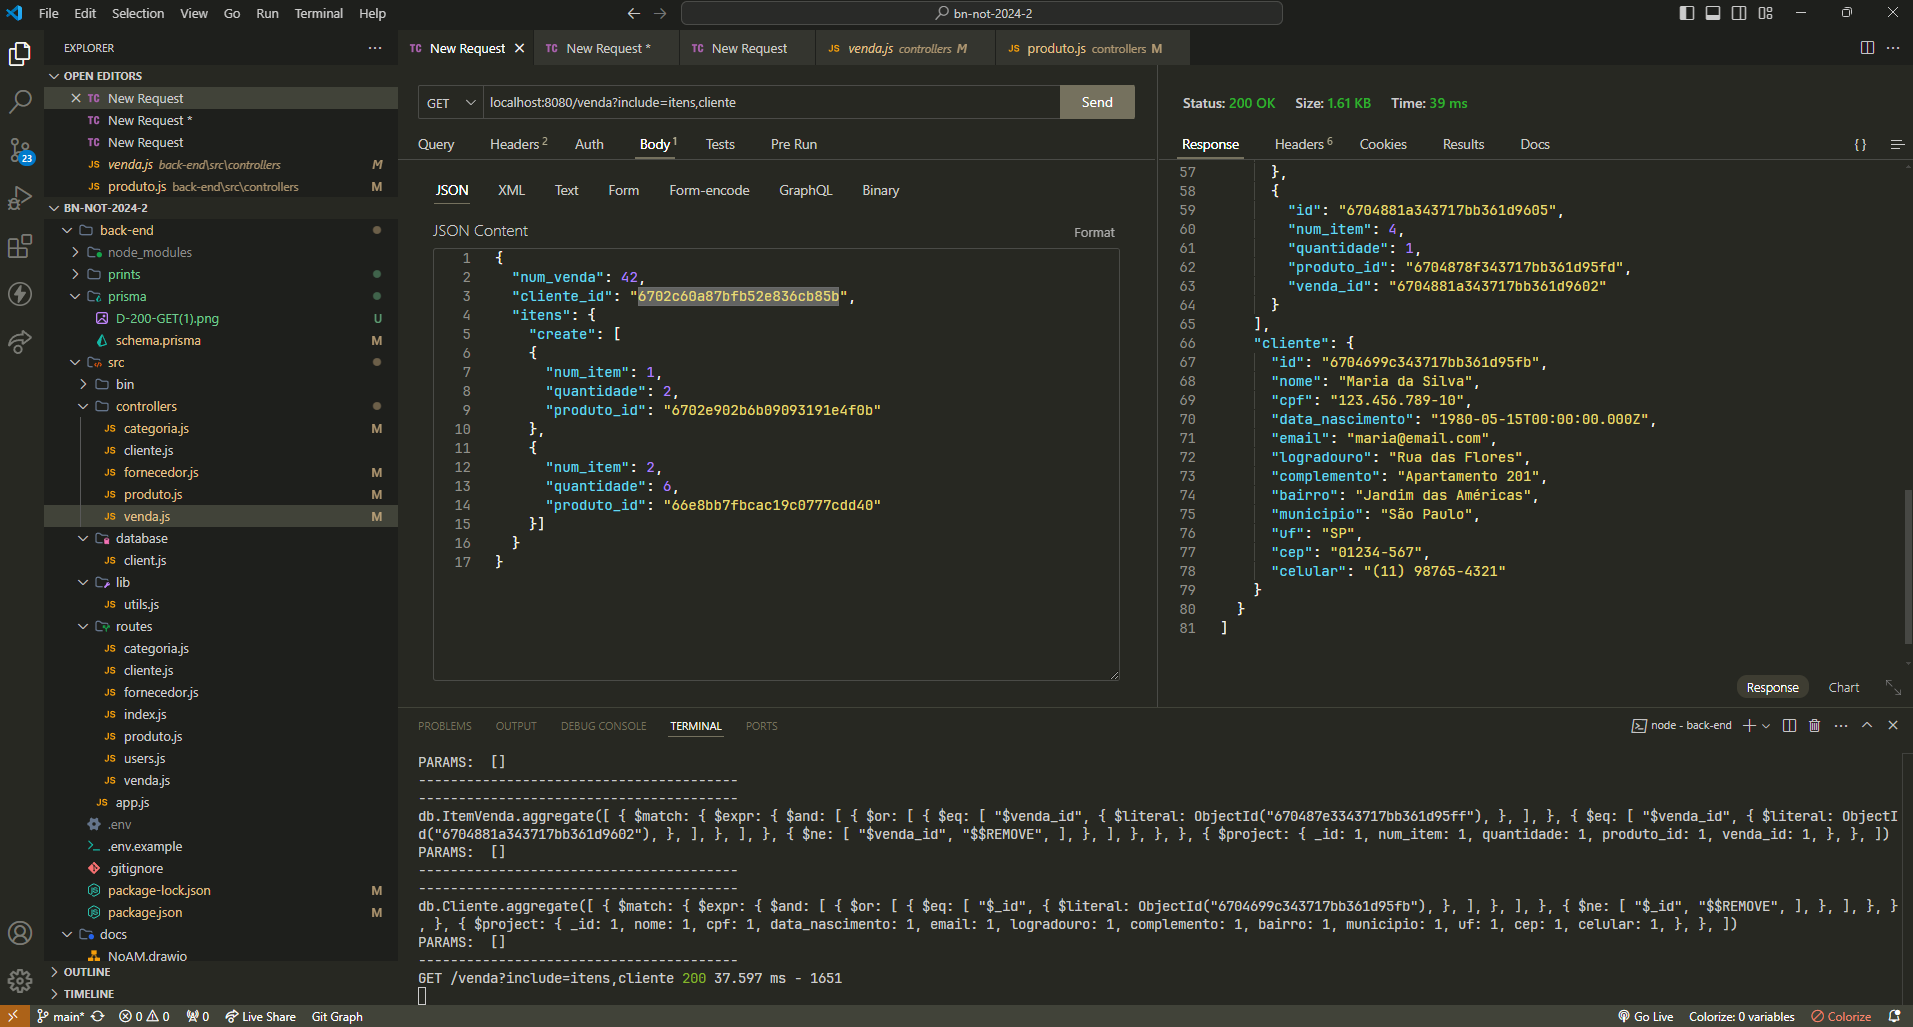 File Edit Selection View Go Run Terminal Help
bn-not-2024-2
EXPLORER
OPEN EDITORS
TC New Request
TC New Request *
TC New Request
JS venda.js back-end\src\controllers M
JS produto.js back-end\src\controllers M
23
BN-NOT-2024-2
back-end
node_modules
prints
prisma
D-200-GET(1).png U
schema.prisma M
src
bin
controllers
JS categoria.js M
JS cliente.js
JS fornecedor.js M
JS produto.js M
JS venda.js M
database
JS client.js
lib
JS utils.js
routes
JS categoria.js
JS cliente.js
JS fornecedor.js
JS index.js
JS produto.js
JS users.js
JS venda.js
JS app.js
.env
.env.example
.gitignore
package-lock.json M
package.json M
docs
NoAM.drawio
OUTLINE
TIMELINE
TC New Request TC New Request * TC New Request JS venda.js controllers M JS produto.js controllers M
GET localhost:8080/venda?include=itens,cliente Send
Query Headers 2 Auth Body 1 Tests Pre Run
JSON XML Text Form Form-encode GraphQL Binary
JSON Content Format
1 {
2 "num_venda": 42,
3 "cliente_id": "6702c60a87bfb52e836cb85b",
4 "itens": {
5 "create": [
6 {
7 "num_item": 1,
8 "quantidade": 2,
9 "produto_id": "6702e902b6b09093191e4f0b"
10 },
11 {
12 "num_item": 2,
13 "quantidade": 6,
14 "produto_id": "66e8bb7fbcac19c0777cdd40"
15 }]
16 }
17 }
Status: 200 OK Size: 1.61 KB Time: 39 ms
Response Headers 6 Cookies Results Docs {}
57 },
58 {
59 "id": "6704881a343717bb361d9605",
60 "num_item": 4,
61 "quantidade": 1,
62 "produto_id": "6704878f343717bb361d95fd",
63 "venda_id": "6704881a343717bb361d9602"
64 }
65 ],
66 "cliente": {
67 "id": "6704699c343717bb361d95fb",
68 "nome": "Maria da Silva",
69 "cpf": "123.456.789-10",
70 "data_nascimento": "1980-05-15T00:00:00.000Z",
71 "email": "maria@email.com",
72 "logradouro": "Rua das Flores",
73 "complemento": "Apartamento 201",
74 "bairro": "Jardim das Américas",
75 "municipio": "São Paulo",
76 "uf": "SP",
77 "cep": "01234-567",
78 "celular": "(11) 98765-4321"
79 }
80 }
81 ]
Response Chart
PROBLEMS OUTPUT DEBUG CONSOLE TERMINAL PORTS node - back-end
PARAMS: []
---------------------------------------
---------------------------------------
db.ItemVenda.aggregate([ { $match: { $expr: { $and: [ { $or: [ { $eq: [ "$venda_id", { $literal: ObjectId("670487e3343717bb361d95ff"), }, ], }, { $eq: [ "$venda_id", { $literal: ObjectI
d("6704881a343717bb361d9602"), }, ], }, ], }, { $ne: [ "$venda_id", "$$REMOVE", ], }, ], }, }, }, { $project: { _id: 1, num_item: 1, quantidade: 1, produto_id: 1, venda_id: 1, }, }, ])
PARAMS: []
---------------------------------------
---------------------------------------
db.Cliente.aggregate([ { $match: { $expr: { $and: [ { $or: [ { $eq: [ "$_id", { $literal: ObjectId("6704699c343717bb361d95fb"), }, ], }, ], }, { $ne: [ "$_id", "$$REMOVE", ], }, ], }, }
, }, { $project: { _id: 1, nome: 1, cpf: 1, data_nascimento: 1, email: 1, logradouro: 1, complemento: 1, bairro: 1, municipio: 1, uf: 1, cep: 1, celular: 1, }, }, ])
PARAMS: []
---------------------------------------
GET /venda?include=itens,cliente 200 37.597 ms - 1651
main* 0 0 0 Live Share Git Graph Go Live Colorize: 0 variables Colorize